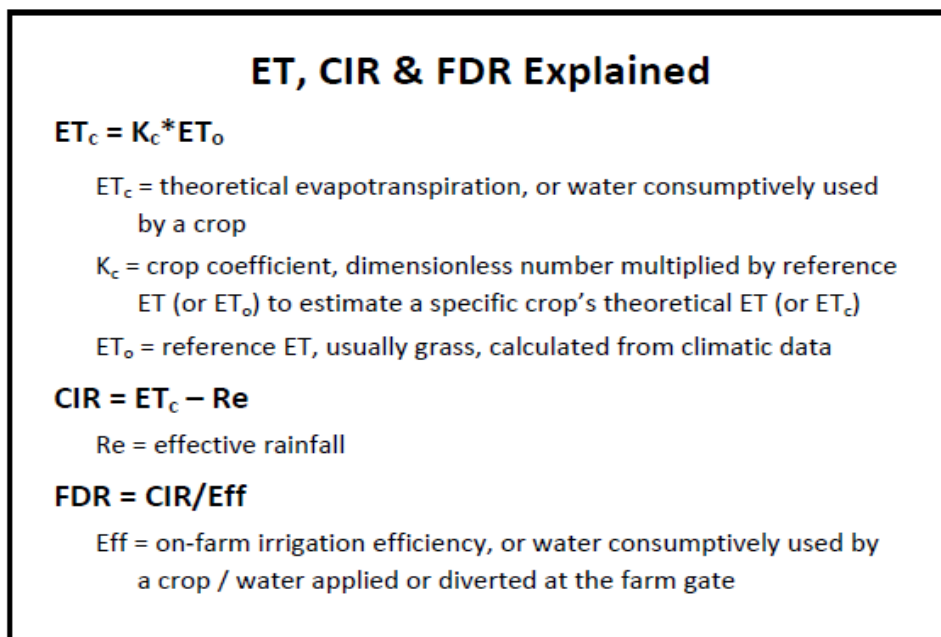 ET, CIR & FDR Explained
ETc = Kc*ETo
ETc = theoretical evapotranspiration, or water consumptively used
by a crop
Kc = crop coefficient, dimensionless number multiplied by reference
ET (or ETo) to estimate a specific crop’s theoretical ET (or ETc)
ETo = reference ET, usually grass, calculated from climatic data
CIR = ETc – Re
Re = effective rainfall
FDR = CIR/Eff
Eff = on-farm irrigation efficiency, or water consumptively used by
a crop / water applied or diverted at the farm gate